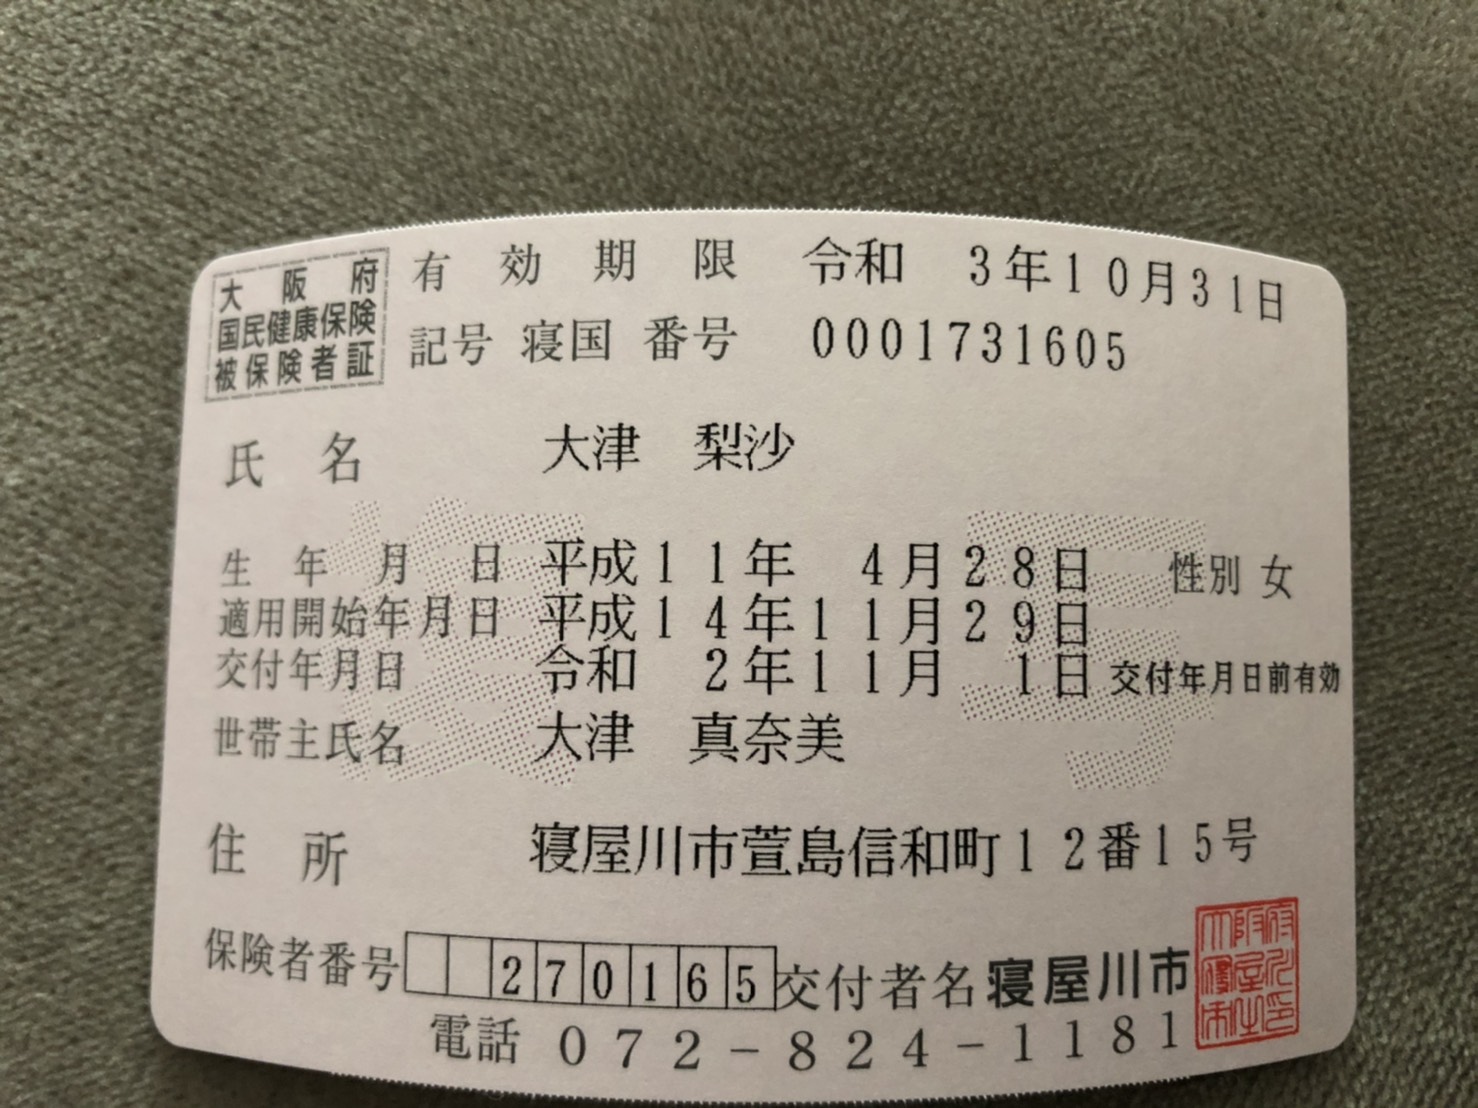 大阪府
国民健康保険
被保険者証
有効期限 令和 3年10月31日
記号 寝国 番号 0001731605
氏名 大津 梨沙
生年月日 平成11年 4月28日 性別 女
適用開始年月日 平成14年11月29日
交付年月日 令和 2年11月 1日 交付年月日前有効
世帯主氏名 大津 真奈美
住所 寝屋川市萱島信和町12番15号
保険者番号 270165 交付者名 寝屋川市
電話 072-824-1181